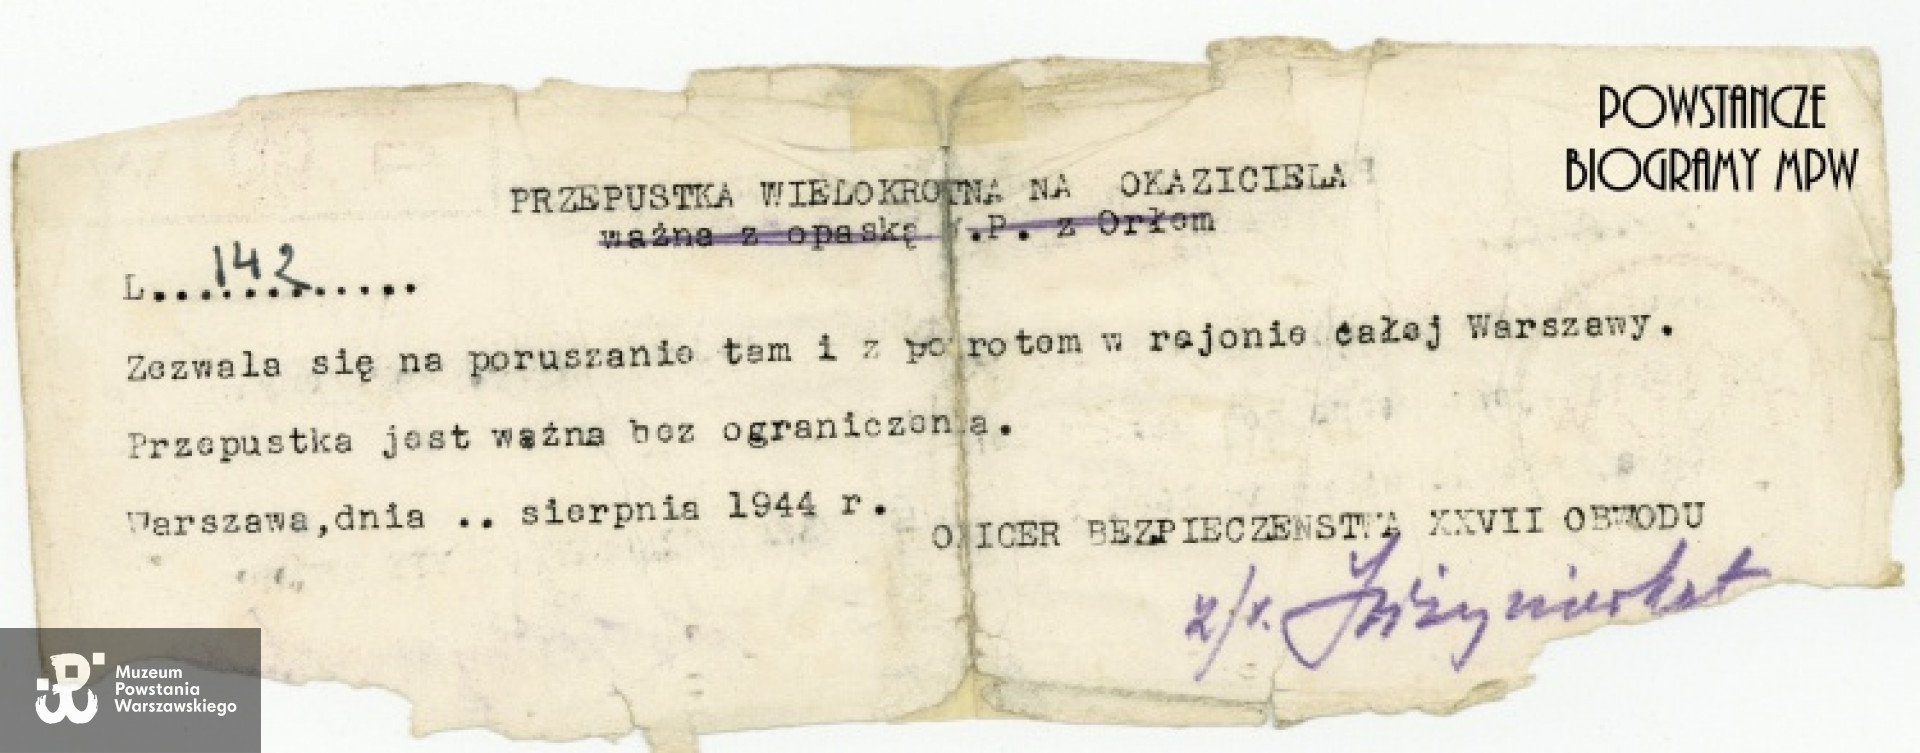 POWSTAŃCZE
BIOGRAMY MPW
PRZEPUSTKA WIELOKROTNA NA OKAZICIELA
ważna z opaską W.P. z Orłem
L............
142
Zezwala się na poruszanie tam i z powrotem w rejonie całej Warszawy.
Przepustka jest ważna bez ograniczenia.
Warszawa,dnia .. sierpnia 1944 r.
OFICER BEZPIECZENSTWA XXVII OBWODU
z/r.
Muzeum
Powstania
Warszawskiego